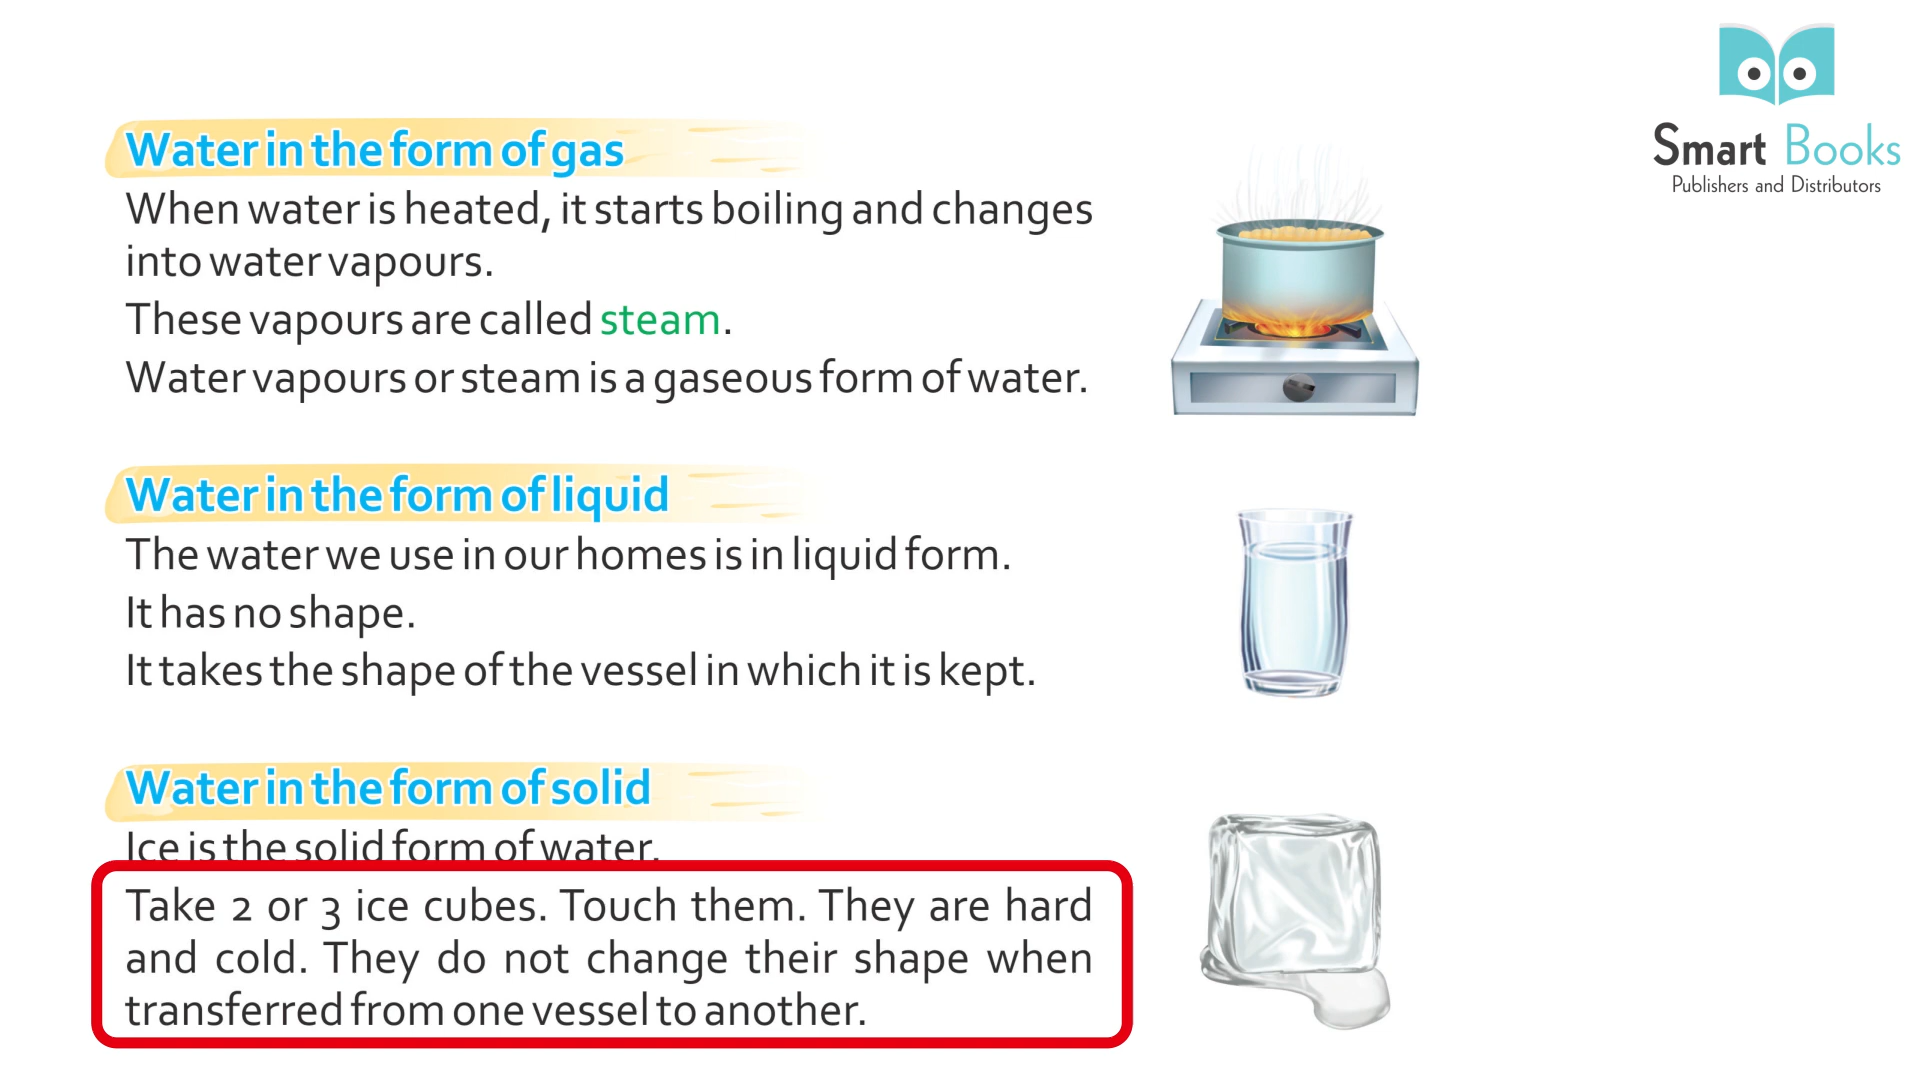 Smart Books
Publishers and Distributors
Water in the form of gas
When water is heated, it starts boiling and changes
into water vapours.
These vapours are called steam.
Water vapours or steam is a gaseous form of water.
Water in the form of liquid
The water we use in our homes is in liquid form.
It has no shape.
It takes the shape of the vessel in which it is kept.
Water in the form of solid
Ice is the solid form of water.
Take 2 or 3 ice cubes. Touch them. They are hard
and cold. They do not change their shape when
transferred from one vessel to another.